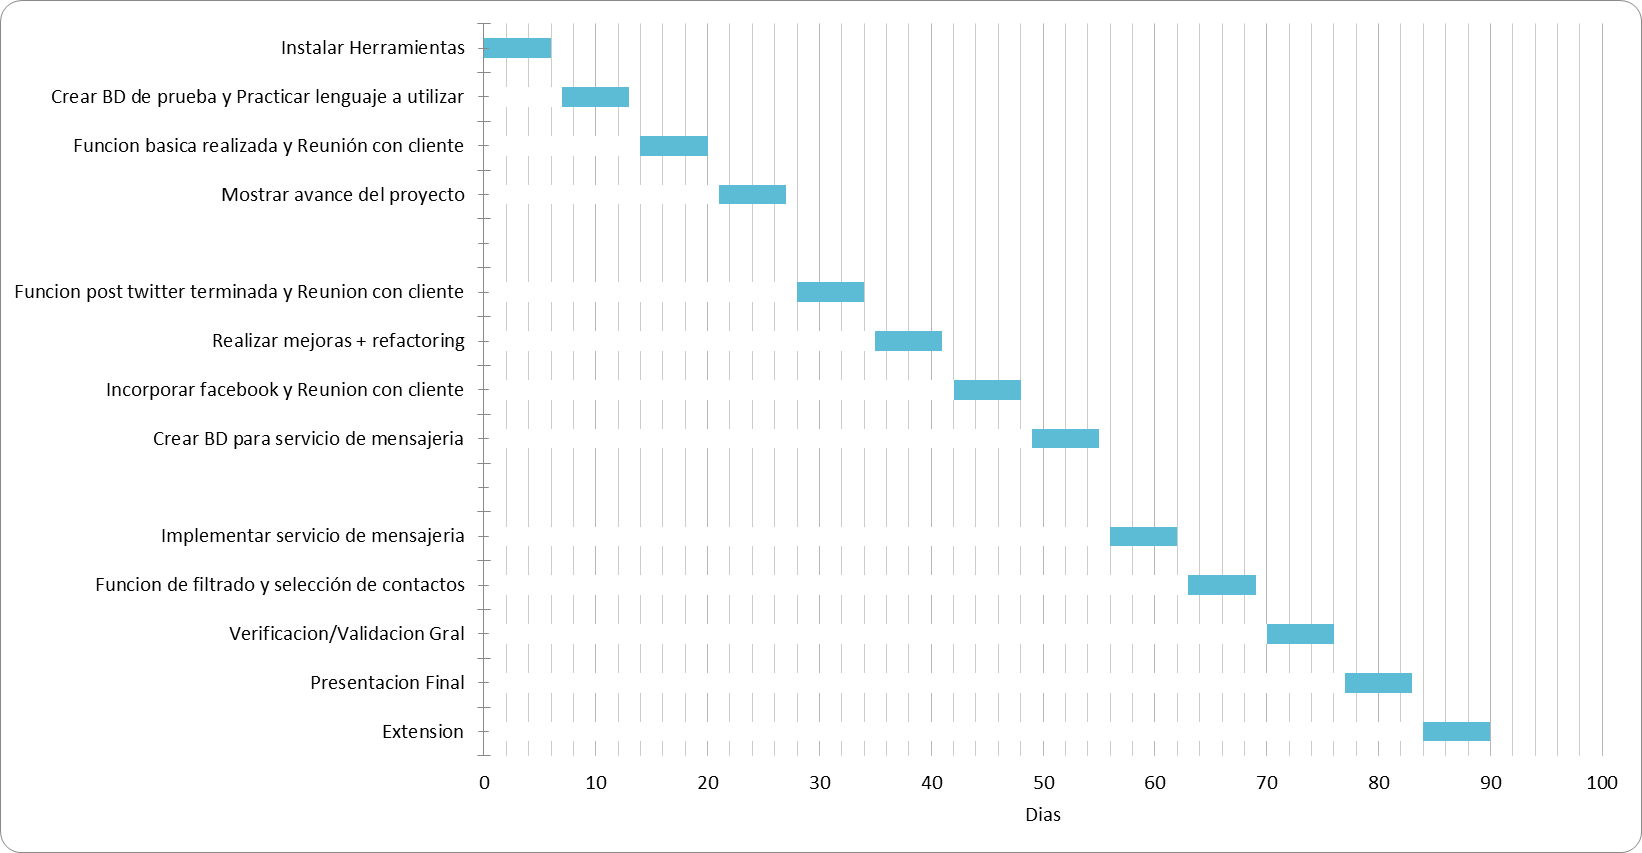 Instalar Herramientas
Crear BD de prueba y Practicar lenguaje a utilizar
Funcion basica realizada y Reunión con cliente
Mostrar avance del proyecto
Funcion post twitter terminada y Reunion con cliente
Realizar mejoras + refactoring
Incorporar facebook y Reunion con cliente
Crear BD para servicio de mensajeria
Implementar servicio de mensajeria
Funcion de filtrado y selección de contactos
Verificacion/Validacion Gral
Presentacion Final
Extension
0 10 20 30 40 50 60 70 80 90 100
Dias